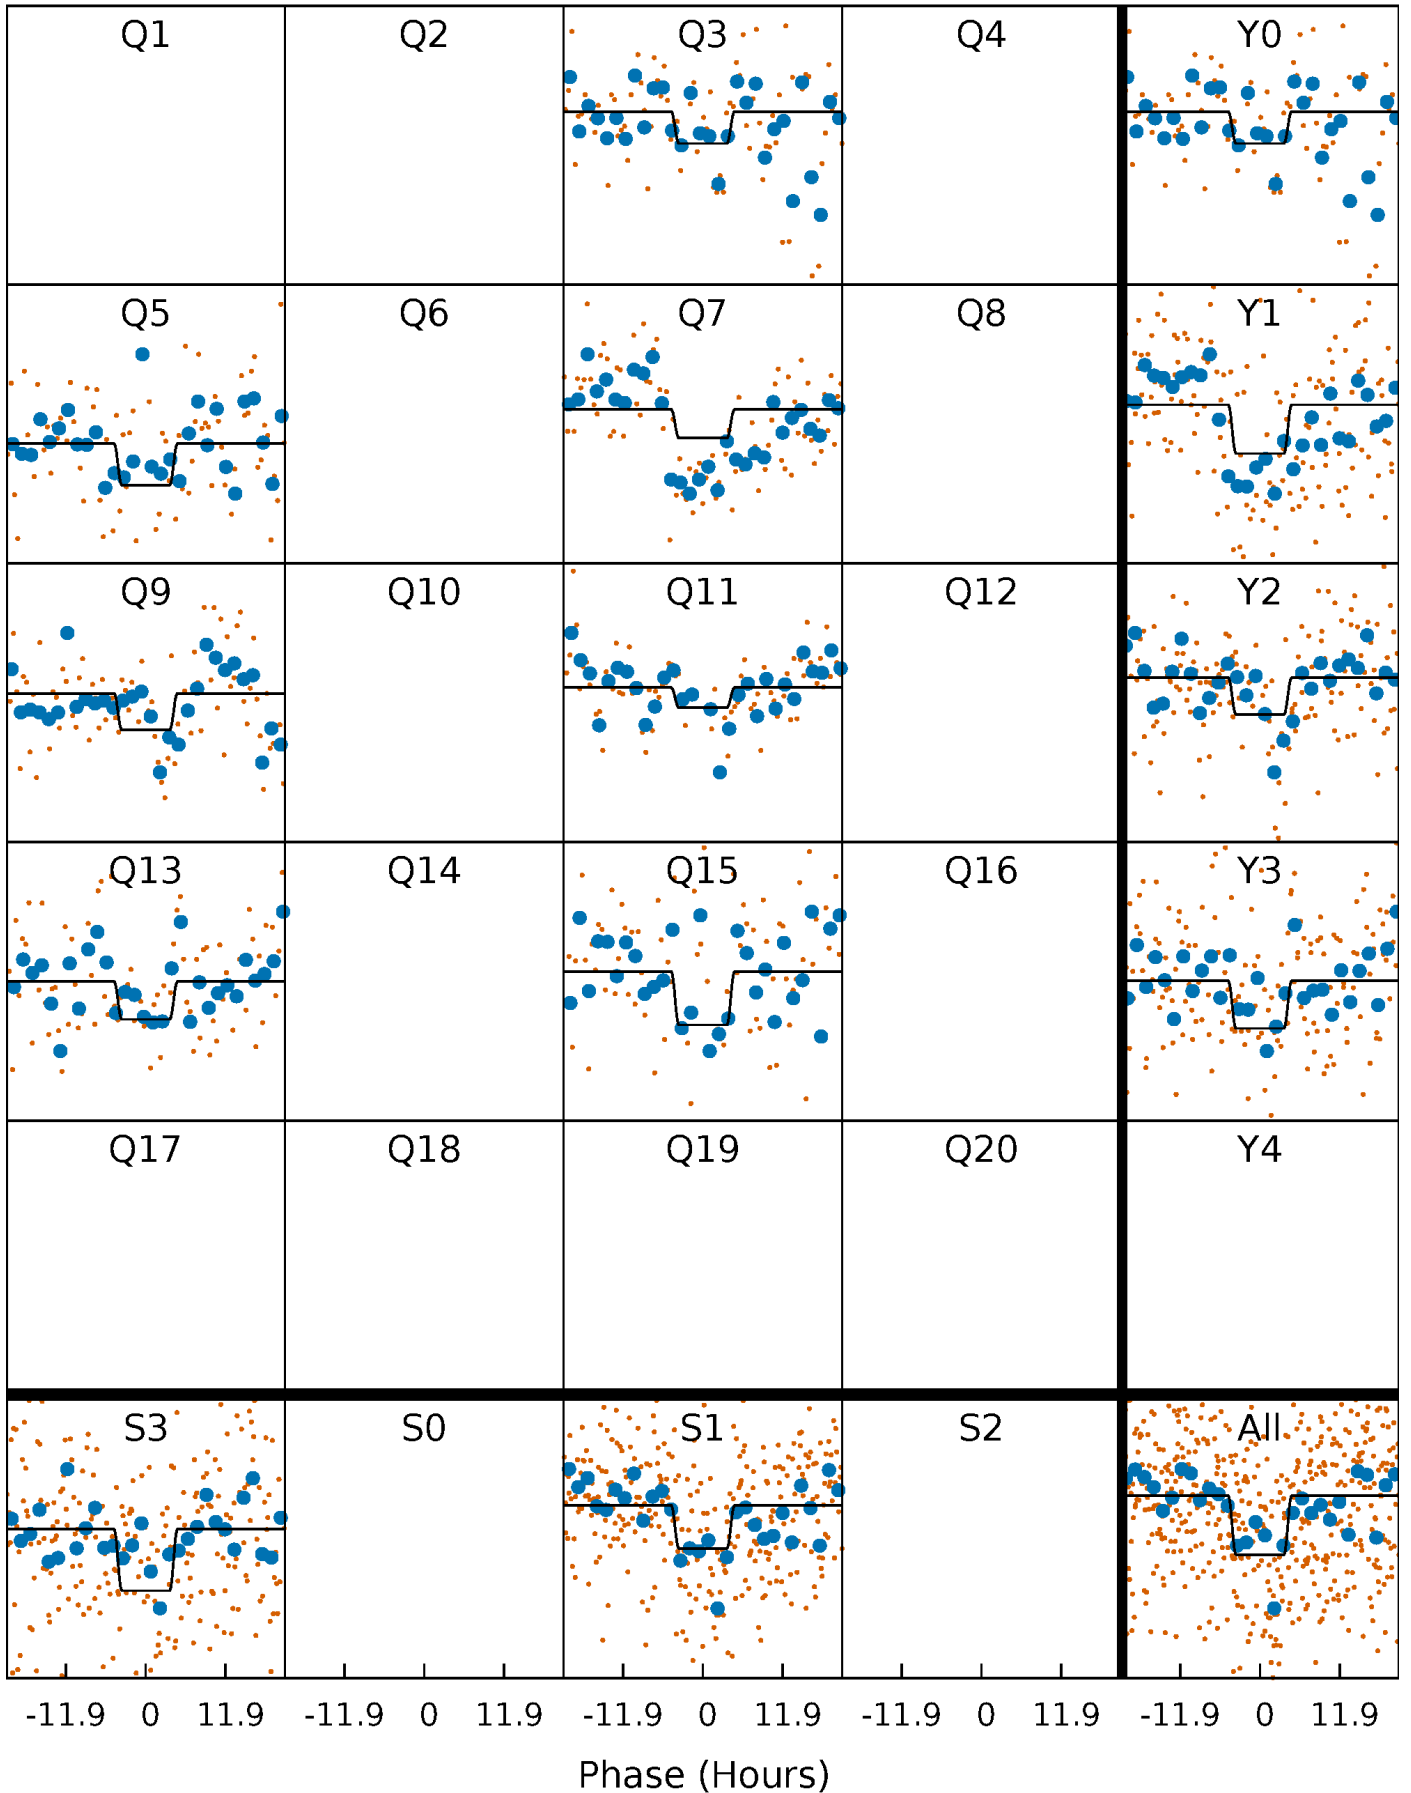 Q1 Q2 Q3 Q4 Y0
Q5 Q6 Q7 Q8 Y1
Q9 Q10 Q11 Q12 Y2
Q13 Q14 Q15 Q16 Y3
Q17 Q18 Q19 Q20 Y4
S3 S0 S1 S2 All
-11.9 0 11.9 -11.9 0 11.9 -11.9 0 11.9 -11.9 0 11.9 -11.9 0 11.9
Phase (Hours)